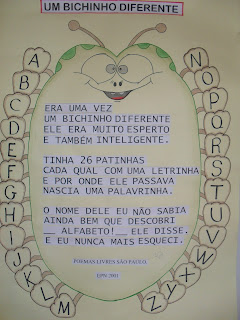 UM BICHINHO DIFERENTE
A
B
C
D
E
F
G
H
I
J
K
L
M
N
O
P
Q
R
S
T
U
V
W
X
Y
Z
ERA UMA VEZ
UM BICHINHO DIFERENTE
ELE ERA MUITO ESPERTO
E TAMBÉM INTELIGENTE.
TINHA 26 PATINHAS
CADA QUAL COM UMA LETRINHA
E POR ONDE ELE PASSAVA
NASCIA UMA PALAVRINHA.
O NOME DELE EU NÃO SABIA
AINDA BEM QUE DESCOBRI
__ ALFABETO!__ ELE DISSE.
E EU NUNCA MAIS ESQUECI.
POEMAS LIVRES SÃO PAULO,